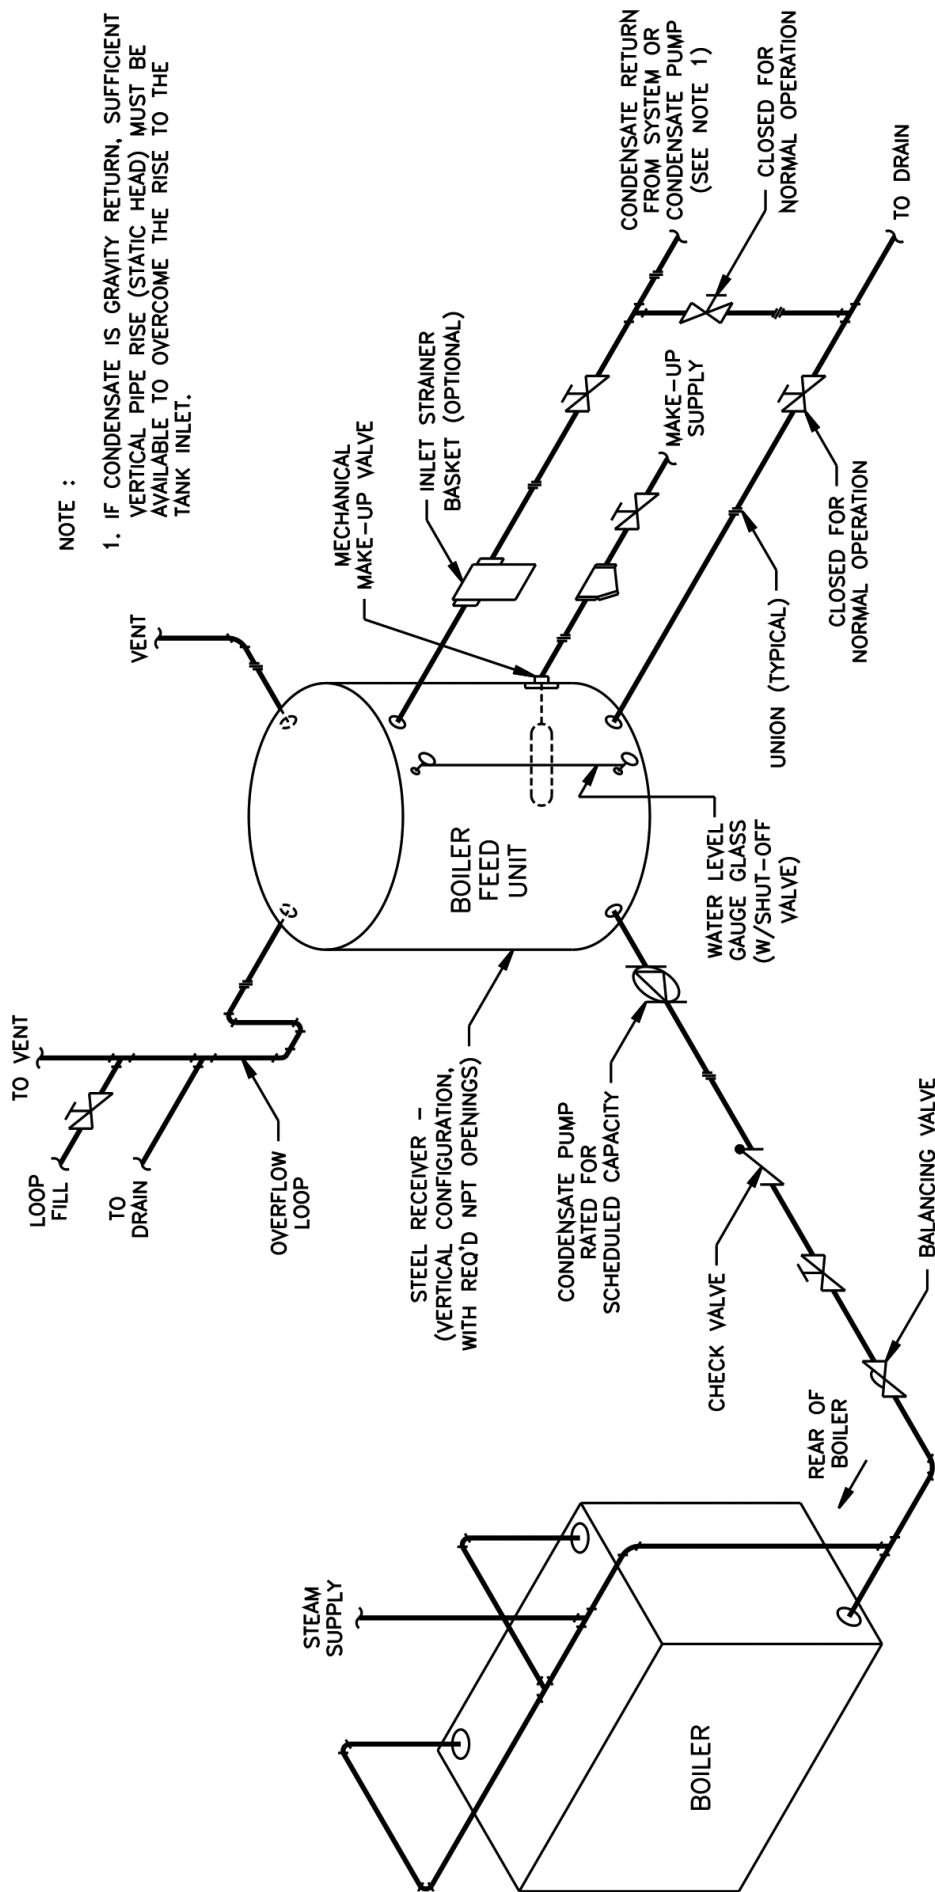 NOTE :
1. IF CONDENSATE IS GRAVITY RETURN, SUFFICIENT
VERTICAL PIPE RISE (STATIC HEAD) MUST BE
AVAILABLE TO OVERCOME THE RISE TO THE
TANK INLET.
TO VENT
LOOP
FILL
TO
DRAIN
OVERFLOW
LOOP
VENT
MECHANICAL
MAKE-UP VALVE
INLET STRAINER
BASKET (OPTIONAL)
CONDENSATE RETURN
FROM SYSTEM OR
CONDENSATE PUMP
(SEE NOTE 1)
CLOSED FOR
NORMAL OPERATION
MAKE-UP
SUPPLY
TO DRAIN
CLOSED FOR
NORMAL OPERATION
UNION (TYPICAL)
WATER LEVEL
GAUGE GLASS
(W/SHUT-OFF
VALVE)
BOILER
FEED
UNIT
STEEL RECEIVER -
(VERTICAL CONFIGURATION,
WITH REQ'D NPT OPENINGS)
CONDENSATE PUMP
RATED FOR
SCHEDULED CAPACITY
CHECK VALVE
BALANCING VALVE
REAR OF
BOILER
STEAM
SUPPLY
BOILER